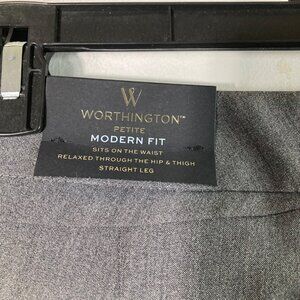 W
WORTHINGTON™
PETITE
MODERN FIT
SITS ON THE WAIST
RELAXED THROUGH THE HIP & THIGH
STRAIGHT LEG